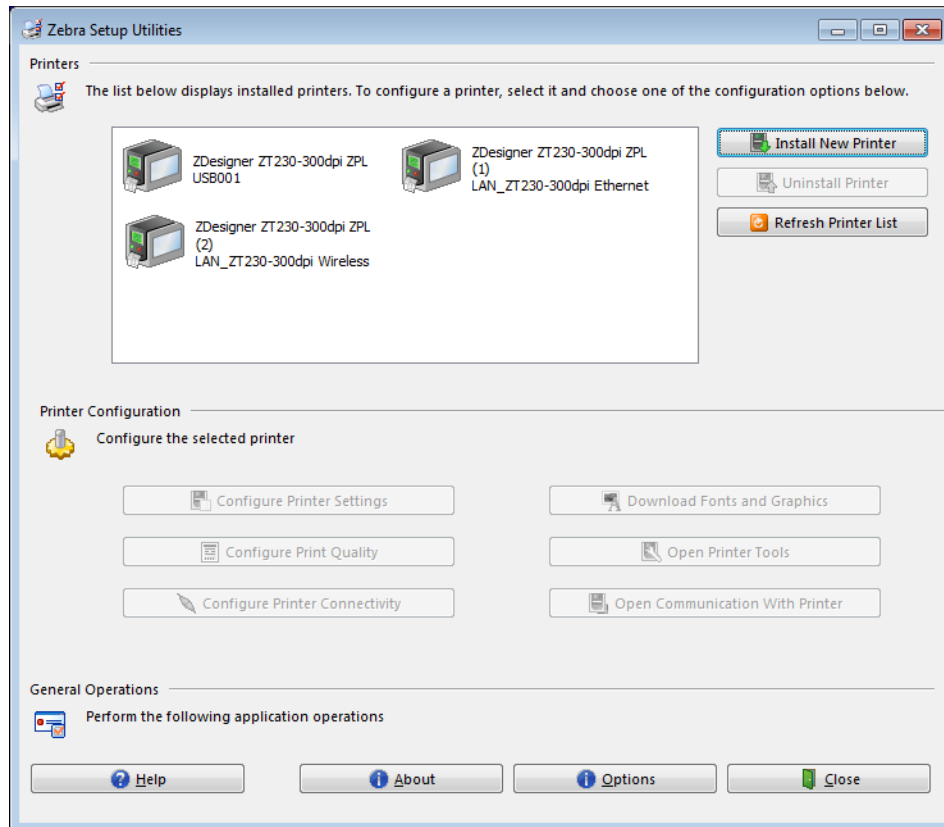 Zebra Setup Utilities
Printers
The list below displays installed printers. To configure a printer, select it and choose one of the configuration options below.
ZDesigner ZT230-300dpi ZPL
USB001
ZDesigner ZT230-300dpi ZPL
(1)
LAN_ZT230-300dpi Ethernet
ZDesigner ZT230-300dpi ZPL
(2)
LAN_ZT230-300dpi Wireless
Install New Printer
Uninstall Printer
Refresh Printer List
Printer Configuration
Configure the selected printer
Configure Printer Settings
Download Fonts and Graphics
Configure Print Quality
Open Printer Tools
Configure Printer Connectivity
Open Communication With Printer
General Operations
Perform the following application operations
Help
About
Options
Close